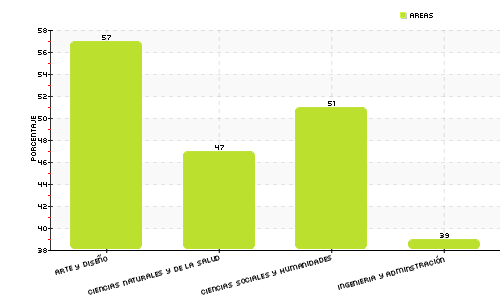 AREAS
58
56
54
52
50
48
46
44
42
40
38
PORCENTAJE
57
47
51
39
ARTE Y DISEÑO
CIENCIAS NATURALES Y DE LA SALUD
CIENCIAS SOCIALES Y HUMANIDADES
INGENIERIA Y ADMINSTRACIÓN